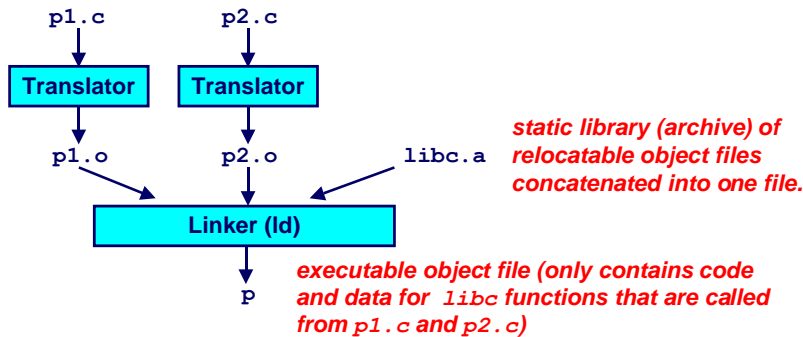 p1.c p2.c
Translator Translator
p1.o p2.o libc.a
static library (archive) of
relocatable object files
concatenated into one file.
Linker (ld)
p
executable object file (only contains code
and data for libc functions that are called
from p1.c and p2.c)